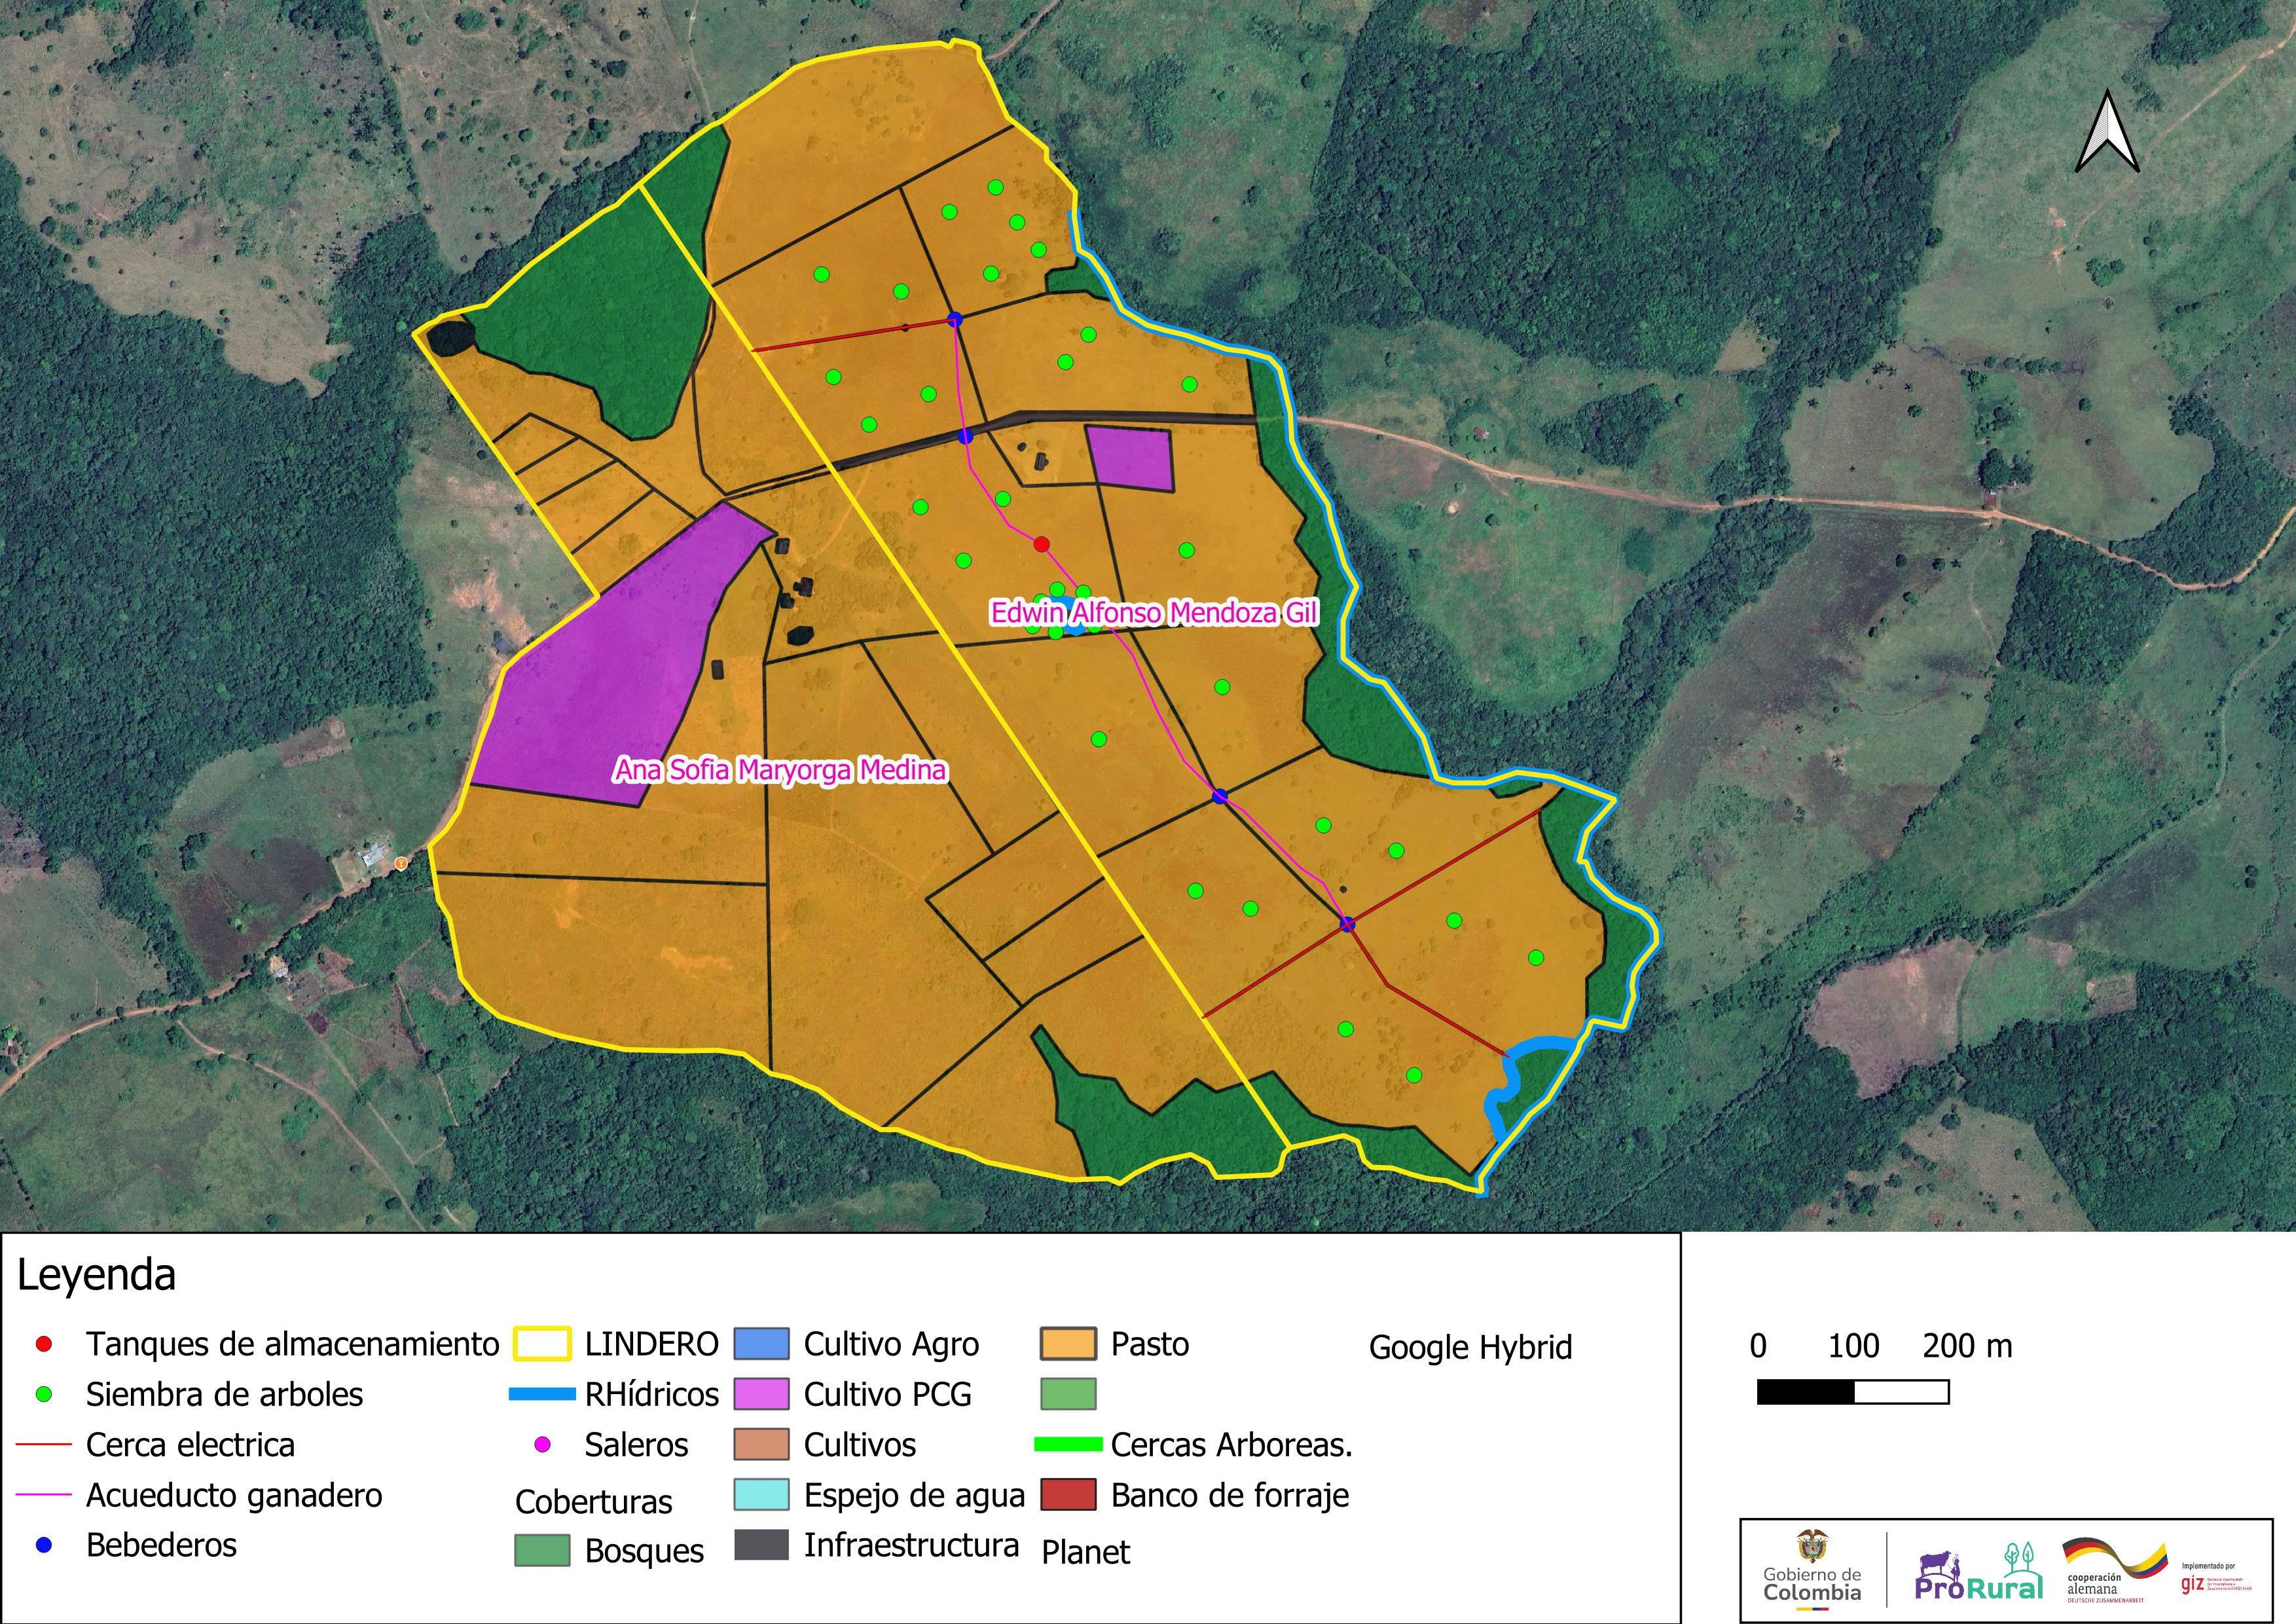 Edwin Alfonso Mendoza Gil
Ana Sofia Maryorga Medina
Leyenda
Tanques de almacenamiento
Siembra de arboles
Cerca electrica
Acueducto ganadero
Bebederos
LINDERO
RHídricos
Saleros
Coberturas
Bosques
Cultivo Agro
Cultivo PCG
Cultivos
Espejo de agua
Infraestructura
Pasto
Cercas Arboreas.
Banco de forraje
Planet
Google Hybrid
0 100 200 m
Gobierno de
Colombia
ProRural
cooperación
alemana
DEUTSCHE ZUSAMMENARBEIT
Implementado por
giz